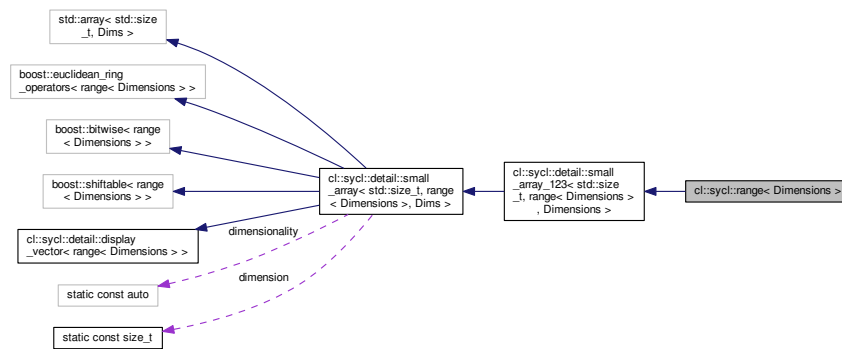 std::array< std::size
_t, Dims >
boost::euclidean_ring
_operators< range< Dimensions > >
boost::bitwise< range
< Dimensions > >
boost::shiftable< range
< Dimensions > >
cl::sycl::detail::display
_vector< range< Dimensions > >
static const auto
static const size_t
dimensionality
dimension
cl::sycl::detail::small
_array< std::size_t, range
< Dimensions >, Dims >
cl::sycl::detail::small
_array_123< std::size
_t, range< Dimensions >
, Dimensions >
cl::sycl::range< Dimensions >